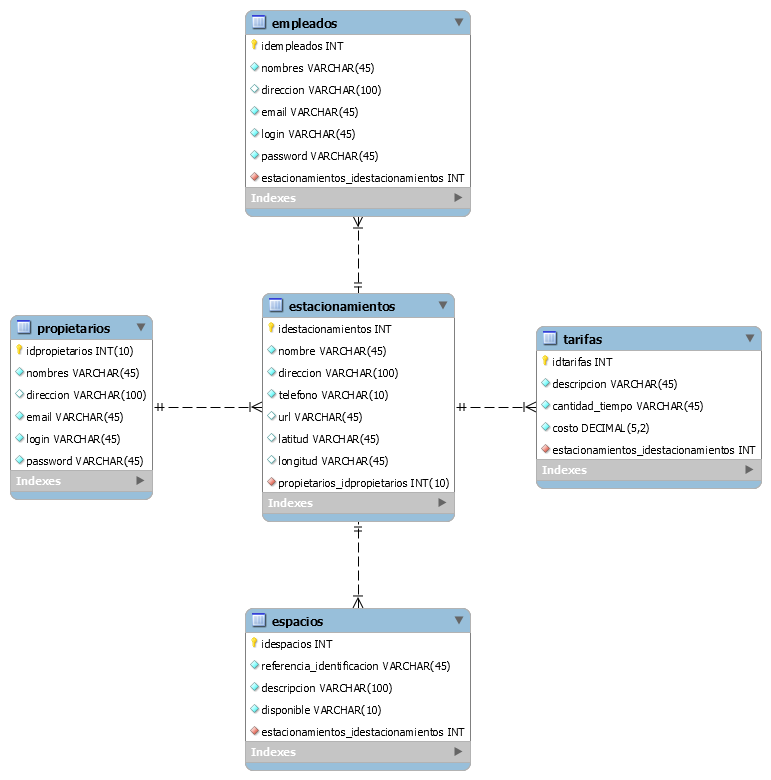 empleados
idempleados INT
nombres VARCHAR(45)
direccion VARCHAR(100)
email VARCHAR(45)
login VARCHAR(45)
password VARCHAR(45)
estacionamientos_idestacionamientos INT
Indexes
propietarios
idpropietarios INT(10)
nombres VARCHAR(45)
direccion VARCHAR(100)
email VARCHAR(45)
login VARCHAR(45)
password VARCHAR(45)
Indexes
estacionamientos
idestacionamientos INT
nombre VARCHAR(45)
direccion VARCHAR(100)
telefono VARCHAR(10)
url VARCHAR(45)
latitud VARCHAR(45)
longitud VARCHAR(45)
propietarios_idpropietarios INT(10)
Indexes
tarifas
idtarifas INT
descripcion VARCHAR(45)
cantidad_tiempo VARCHAR(45)
costo DECIMAL(5,2)
estacionamientos_idestacionamientos INT
Indexes
espacios
idespacios INT
referencia_identificacion VARCHAR(45)
descripcion VARCHAR(100)
disponible VARCHAR(10)
estacionamientos_idestacionamientos INT
Indexes